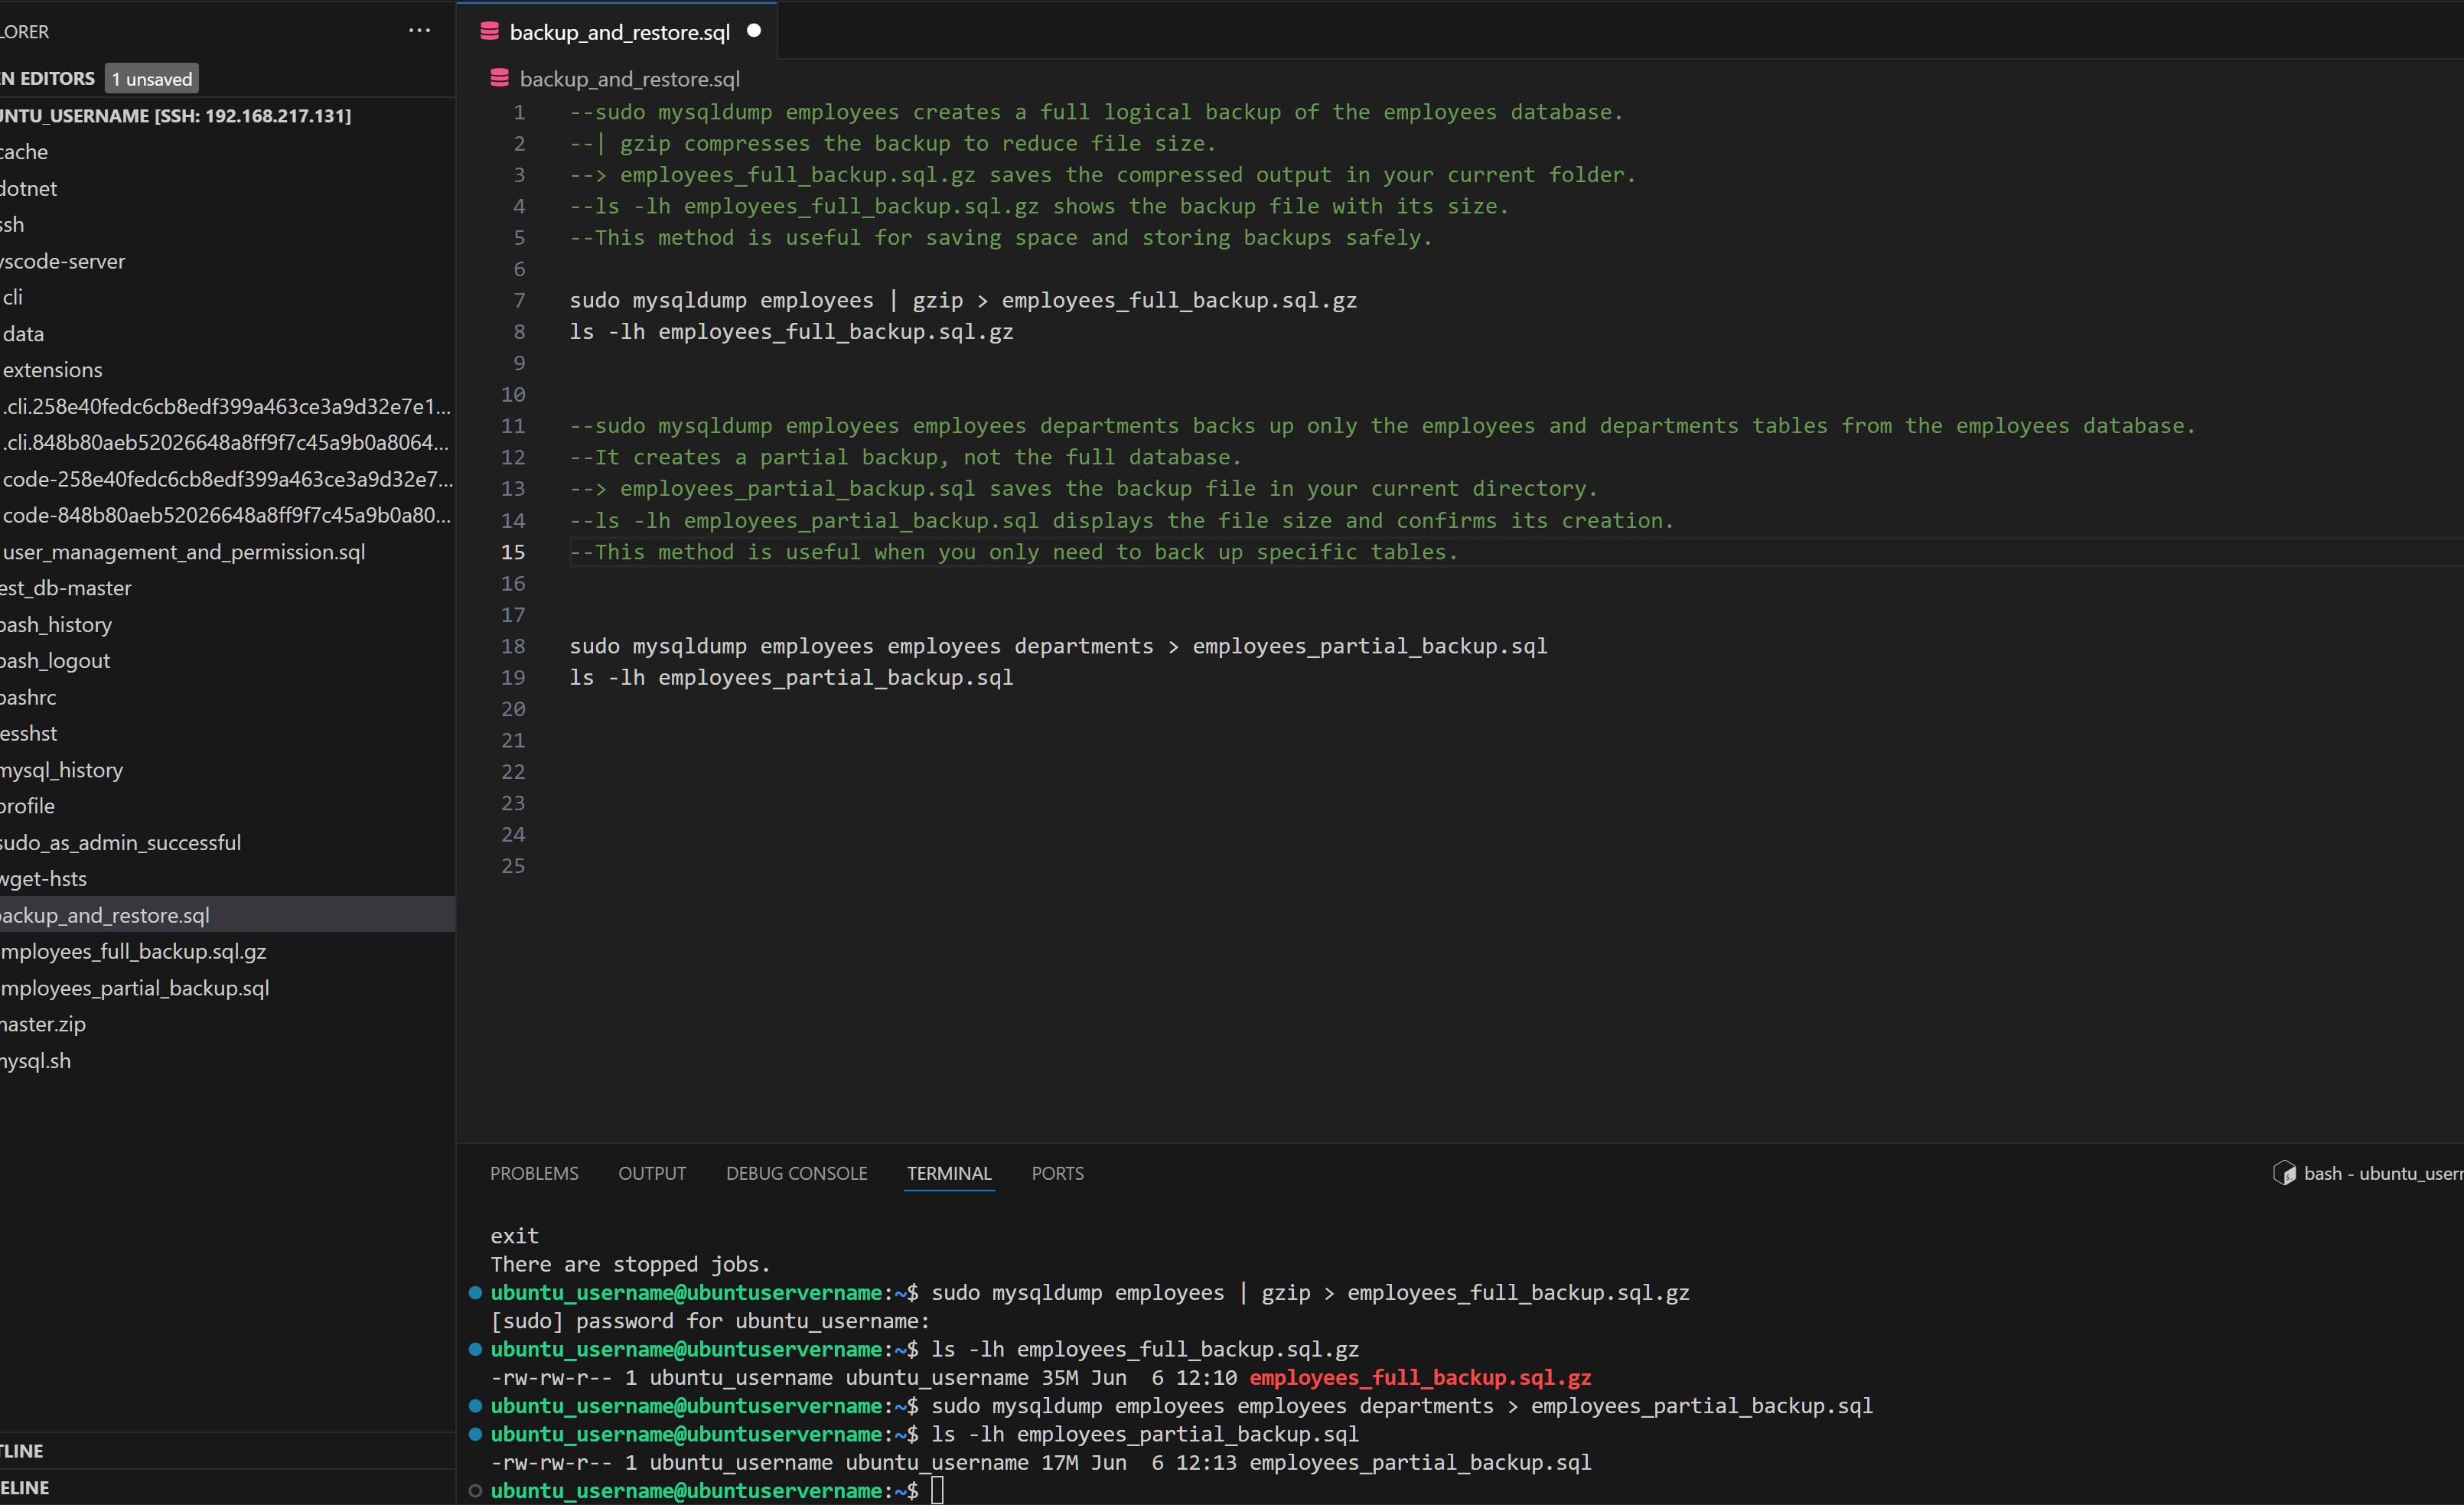 LORER
···
backup_and_restore.sql
N EDITORS 1 unsaved
backup_and_restore.sql
UNTU_USERNAME [SSH: 192.168.217.131]
cache
dotnet
ssh
vscode-server
cli
data
extensions
.cli.258e40fedc6cb8edf399a463ce3a9d32e7e1...
.cli.848b80aeb52026648a8ff9f7c45a9b0a8064...
code-258e40fedc6cb8edf399a463ce3a9d32e7...
code-848b80aeb52026648a8ff9f7c45a9b0a80...
user_management_and_permission.sql
est_db-master
bash_history
bash_logout
bashrc
lesshst
mysql_history
profile
sudo_as_admin_successful
wget-hsts
backup_and_restore.sql
mployees_full_backup.sql.gz
mployees_partial_backup.sql
master.zip
mysql.sh
TLINE
ELINE
1 --sudo mysqldump employees creates a full logical backup of the employees database.
2 --| gzip compresses the backup to reduce file size.
3 --> employees_full_backup.sql.gz saves the compressed output in your current folder.
4 --ls -lh employees_full_backup.sql.gz shows the backup file with its size.
5 --This method is useful for saving space and storing backups safely.
6
7 sudo mysqldump employees | gzip > employees_full_backup.sql.gz
8 ls -lh employees_full_backup.sql.gz
9
10
11 --sudo mysqldump employees employees departments backs up only the employees and departments tables from the employees database.
12 --It creates a partial backup, not the full database.
13 --> employees_partial_backup.sql saves the backup file in your current directory.
14 --ls -lh employees_partial_backup.sql displays the file size and confirms its creation.
15 --This method is useful when you only need to back up specific tables.
16
17
18 sudo mysqldump employees employees departments > employees_partial_backup.sql
19 ls -lh employees_partial_backup.sql
20
21
22
23
24
25
PROBLEMS OUTPUT DEBUG CONSOLE TERMINAL PORTS
bash - ubuntu_usern
exit
There are stopped jobs.
ubuntu_username@ubuntuservername:~$ sudo mysqldump employees | gzip > employees_full_backup.sql.gz
[sudo] password for ubuntu_username:
ubuntu_username@ubuntuservername:~$ ls -lh employees_full_backup.sql.gz
-rw-rw-r-- 1 ubuntu_username ubuntu_username 35M Jun  6 12:10 employees_full_backup.sql.gz
ubuntu_username@ubuntuservername:~$ sudo mysqldump employees employees departments > employees_partial_backup.sql
ubuntu_username@ubuntuservername:~$ ls -lh employees_partial_backup.sql
-rw-rw-r-- 1 ubuntu_username ubuntu_username 17M Jun  6 12:13 employees_partial_backup.sql
ubuntu_username@ubuntuservername:~$